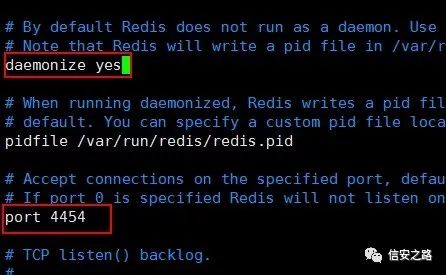 # By default Redis does not run as a daemon. Use
# Note that Redis will write a pid file in /var/r
daemonize yes
# When running daemonized, Redis writes a pid fil
# default. You can specify a custom pid file loca
pidfile /var/run/redis/redis.pid
# Accept connections on the specified port, defau
# If port 0 is specified Redis will not listen on
port 4454
# TCP listen() backlog.
#
信安之路